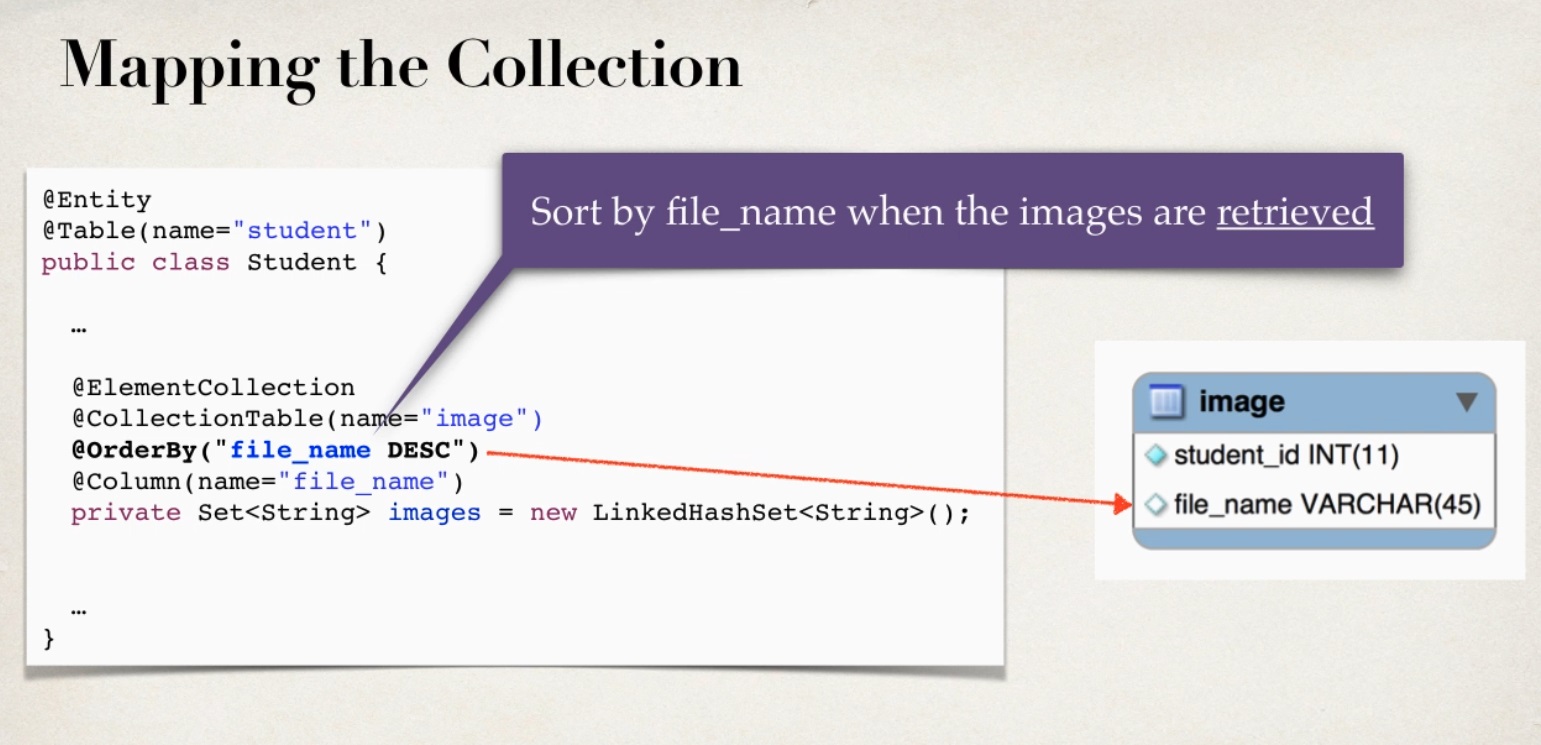 Mapping the Collection
Sort by file_name when the images are retrieved
@Entity
@Table(name="student")
public class Student {
…
@ElementCollection
@CollectionTable(name="image")
@OrderBy("file_name DESC")
@Column(name="file_name")
private Set<String> images = new LinkedHashSet<String>();
…
}
image
student_id INT(11)
file_name VARCHAR(45)